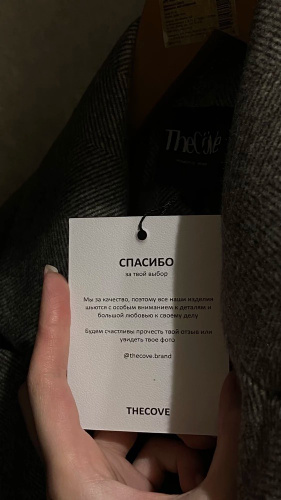 TheCove
СПАСИБО
за твой выбор
Мы за качество, поэтому все наши изделия
шьются с особым вниманием к деталям и
большой любовью к своему делу
Будем счастливы прочесть твой отзыв или
увидеть твое фото
@thecove.brand
THECOVE